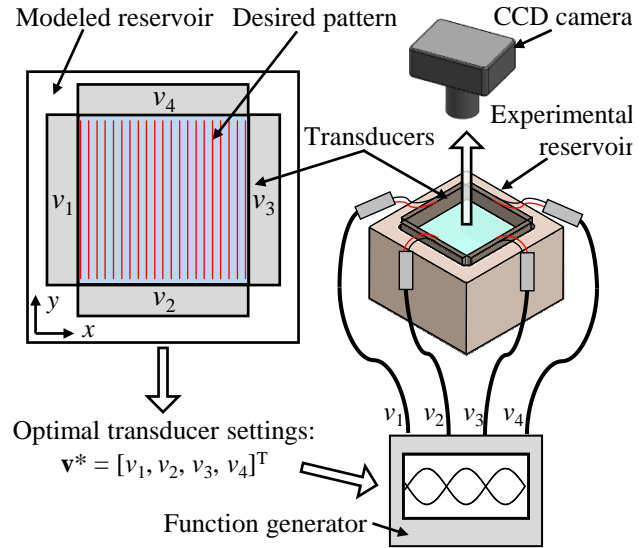 Modeled reservoir
Desired pattern
CCD camera
v4
v1
v3
v2
y
x
Transducers
Experimental
reservoir
Optimal transducer settings:
v* = [v1, v2, v3, v4]T
v1 v2 v3 v4
Function generator